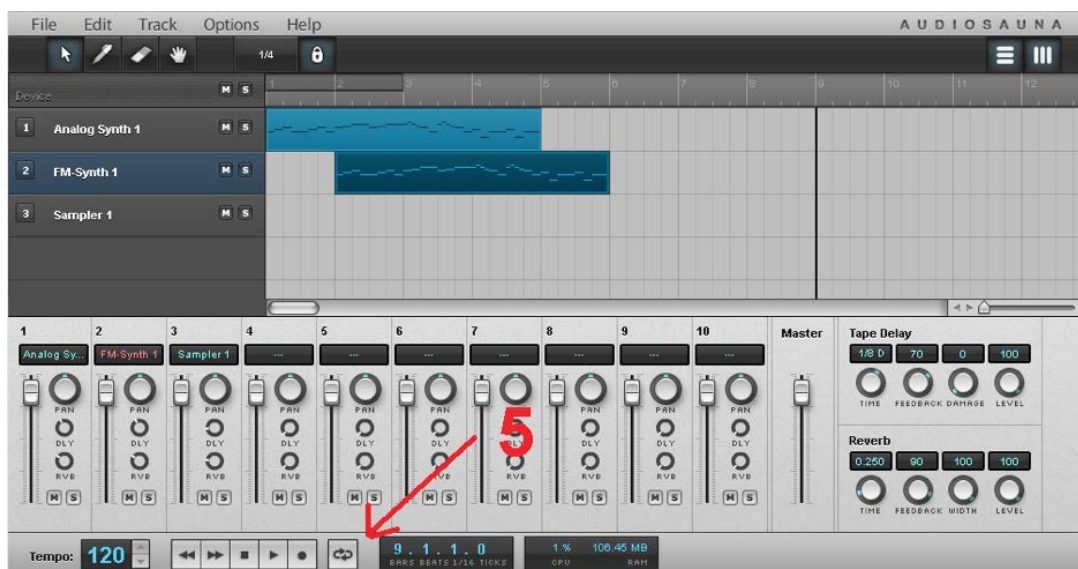 File Edit Track Options Help AUDIOSAUNA
1/4
Device M S 1 2 3 4 5 6 7 8 9 10 11 12
1 Analog Synth 1 M S
2 FM-Synth 1 M S
3 Sampler 1 M S
1 2 3 4 5 6 7 8 9 10 Master Tape Delay
Analog Sy... FM-Synth 1 Sampler 1 --- --- --- --- --- --- --- 1/8 D 70 0 100
PAN PAN PAN PAN PAN PAN PAN PAN PAN PAN TIME FEEDBACK DAMAGE LEVEL
5
DLY DLY DLY DLY DLY DLY DLY DLY DLY DLY Reverb
RVB RVB RVB RVB RVB RVB RVB RVB RVB RVB 0.250 90 100 100
M S M S M S M S M S M S M S M S M S M S
TIME FEEDBACK WIDTH LEVEL
Tempo: 120 9.1.1.0 1 % 106.45 MB
BARS BEATS 1/16 TICKS CPU RAM